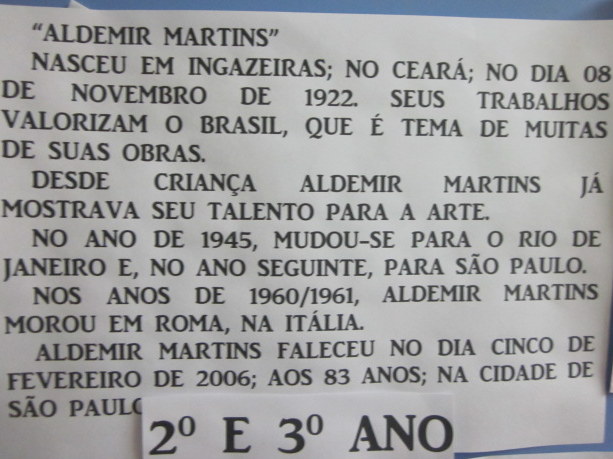 “ALDEMIR MARTINS”
NASCEU EM INGAZEIRAS; NO CEARÁ; NO DIA 08
DE NOVEMBRO DE 1922. SEUS TRABALHOS
VALORIZAM O BRASIL, QUE É TEMA DE MUITAS
DE SUAS OBRAS.
DESDE CRIANÇA ALDEMIR MARTINS JÁ
MOSTRAVA SEU TALENTO PARA A ARTE.
NO ANO DE 1945, MUDOU-SE PARA O RIO DE
JANEIRO E, NO ANO SEGUINTE, PARA SÃO PAULO.
NOS ANOS DE 1960/1961, ALDEMIR MARTINS
MOROU EM ROMA, NA ITÁLIA.
ALDEMIR MARTINS FALECEU NO DIA CINCO DE
FEVEREIRO DE 2006; AOS 83 ANOS; NA CIDADE DE
SÃO PAULO
2º E 3º ANO